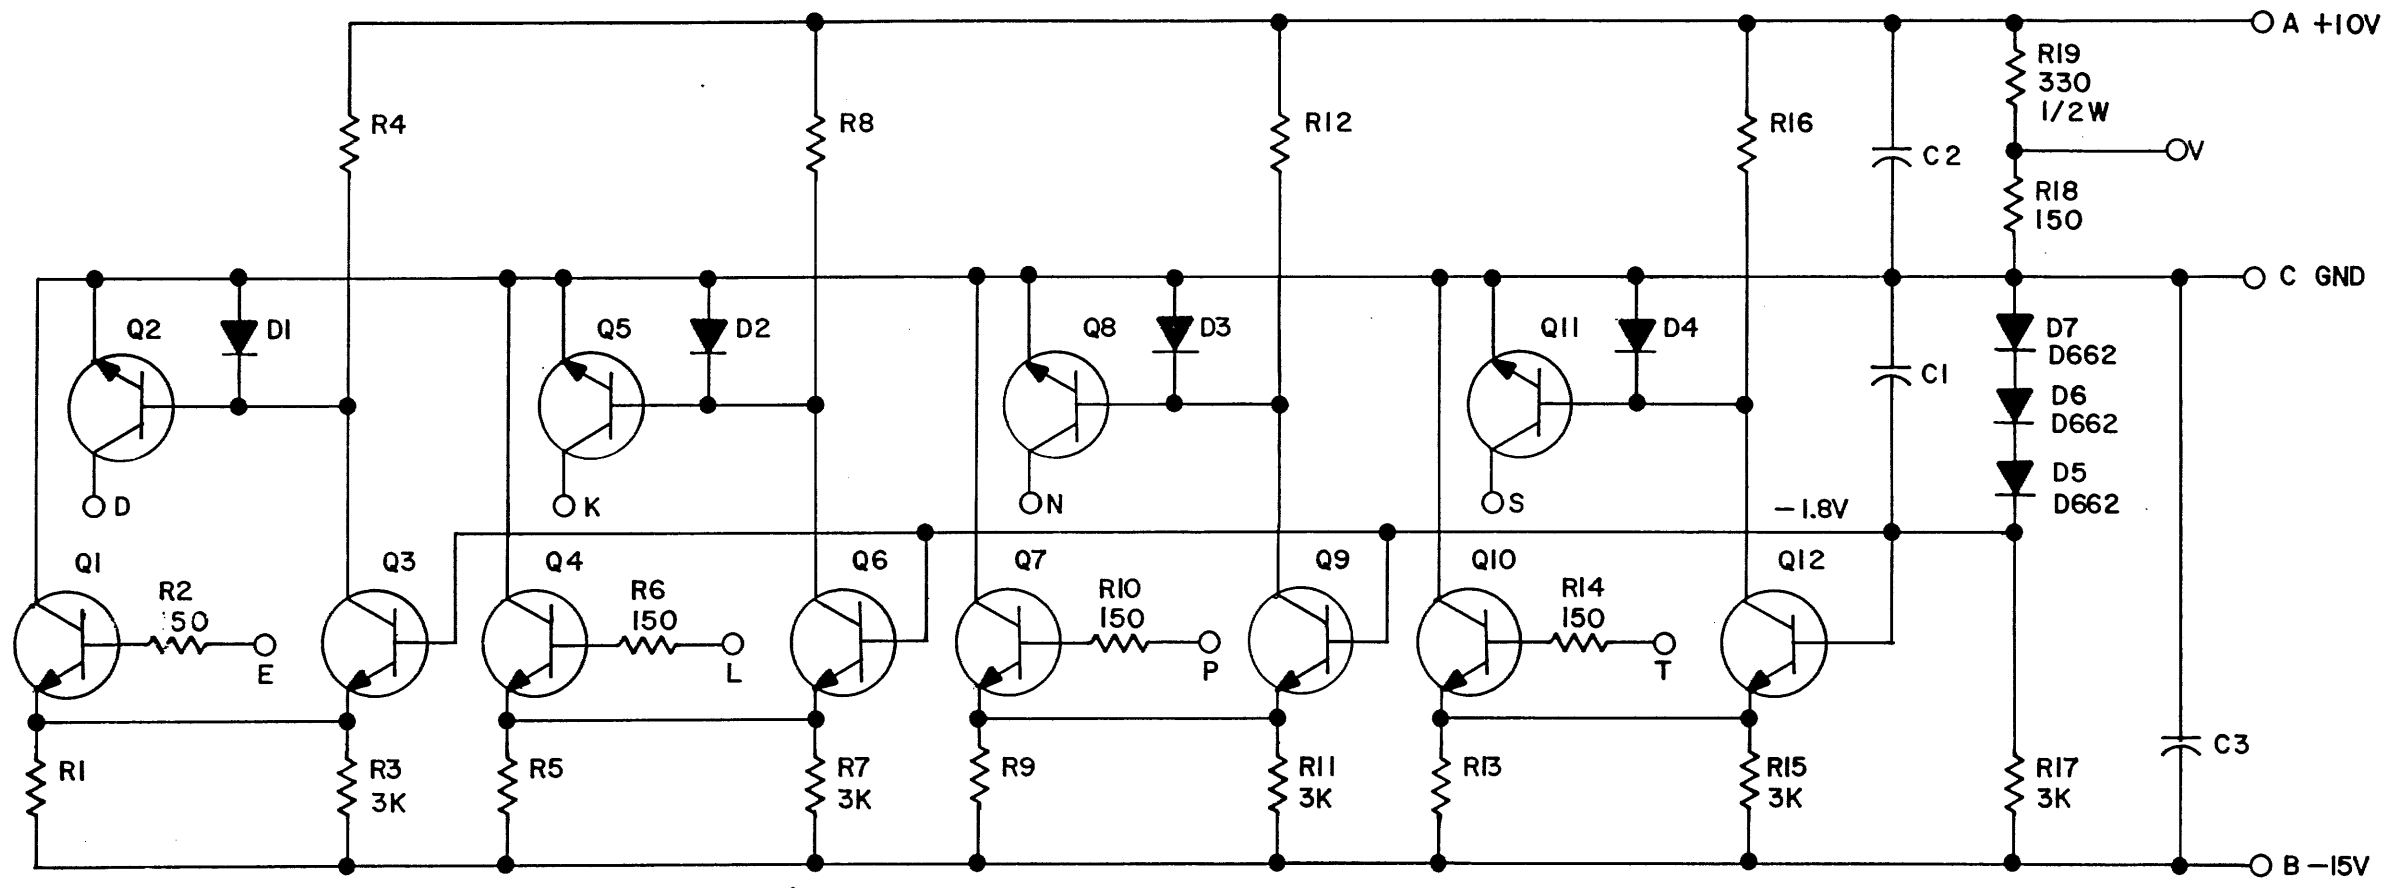 A +10V
R19
330
1/2W
R4
R8
R12
R16
C2
V
R18
150
C GND
Q2
D1
Q5
D2
Q8
D3
Q11
D4
D7
D662
C1
D6
D662
D5
D662
D
K
N
S
-1.8V
Q1
Q3
Q4
Q6
Q7
Q9
Q10
Q12
R2
150
R6
150
R10
150
R14
150
E
L
P
T
R1
R3
3K
R5
R7
3K
R9
R11
3K
R13
R15
3K
R17
3K
C3
B -15V